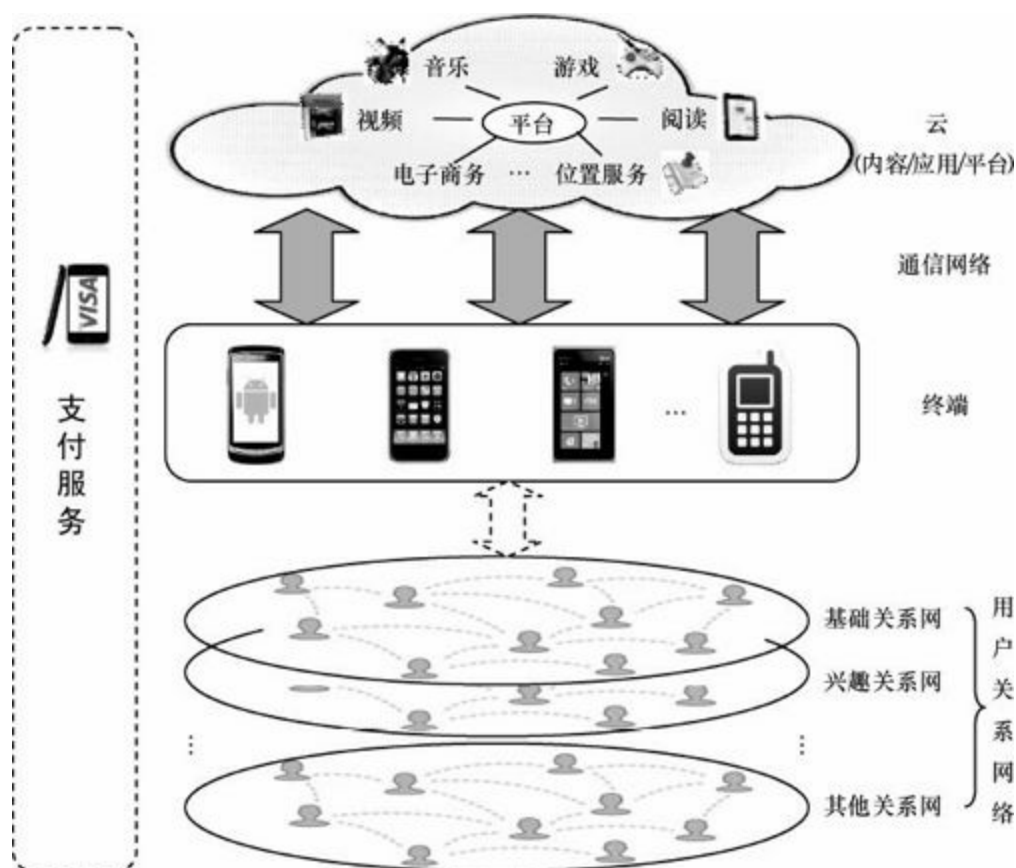 音乐
游戏
视频
平台
阅读
电子商务 … 位置服务
云
(内容/应用/平台)
通信网络
VISA
支付服务
…
终端
基础关系网
兴趣关系网
其他关系网
用户关系网络